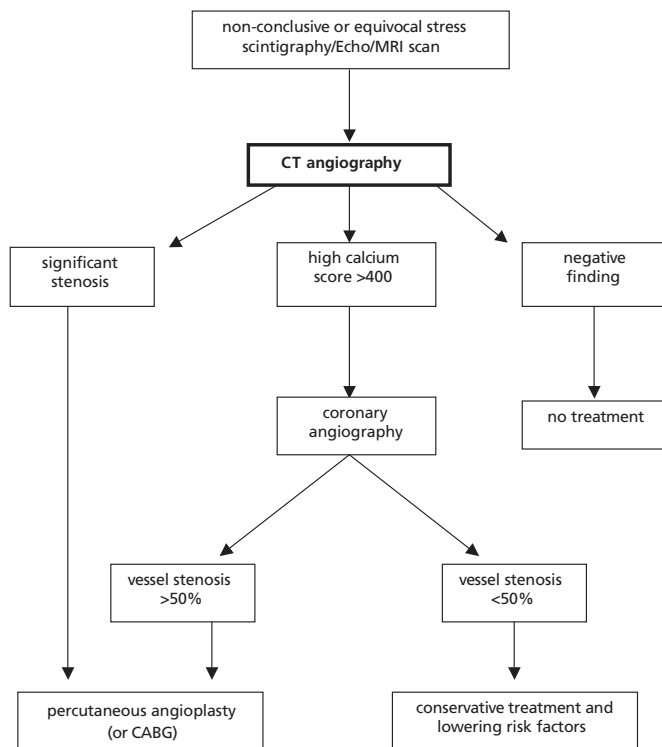 non-conclusive or equivocal stress
scintigraphy/Echo/MRI scan
CT angiography
significant
stenosis
high calcium
score >400
negative
finding
coronary
angiography
no treatment
vessel stenosis
>50%
vessel stenosis
<50%
percutaneous angioplasty
(or CABG)
conservative treatment and
lowering risk factors